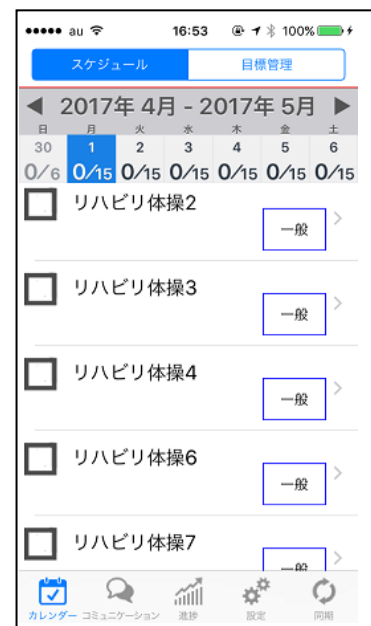 au 16:53 100%
スケジュール 目標管理
◀ 2017年 4月 - 2017年 5月 ▶
日 月 火 水 木 金 土
30 1 2 3 4 5 6
0/6 0/15 0/15 0/15 0/15 0/15 0/15
リハビリ体操2
一般
リハビリ体操3
一般
リハビリ体操4
一般
リハビリ体操6
一般
リハビリ体操7
一般
カレンダー コミュニケーション 進捗 設定 同期